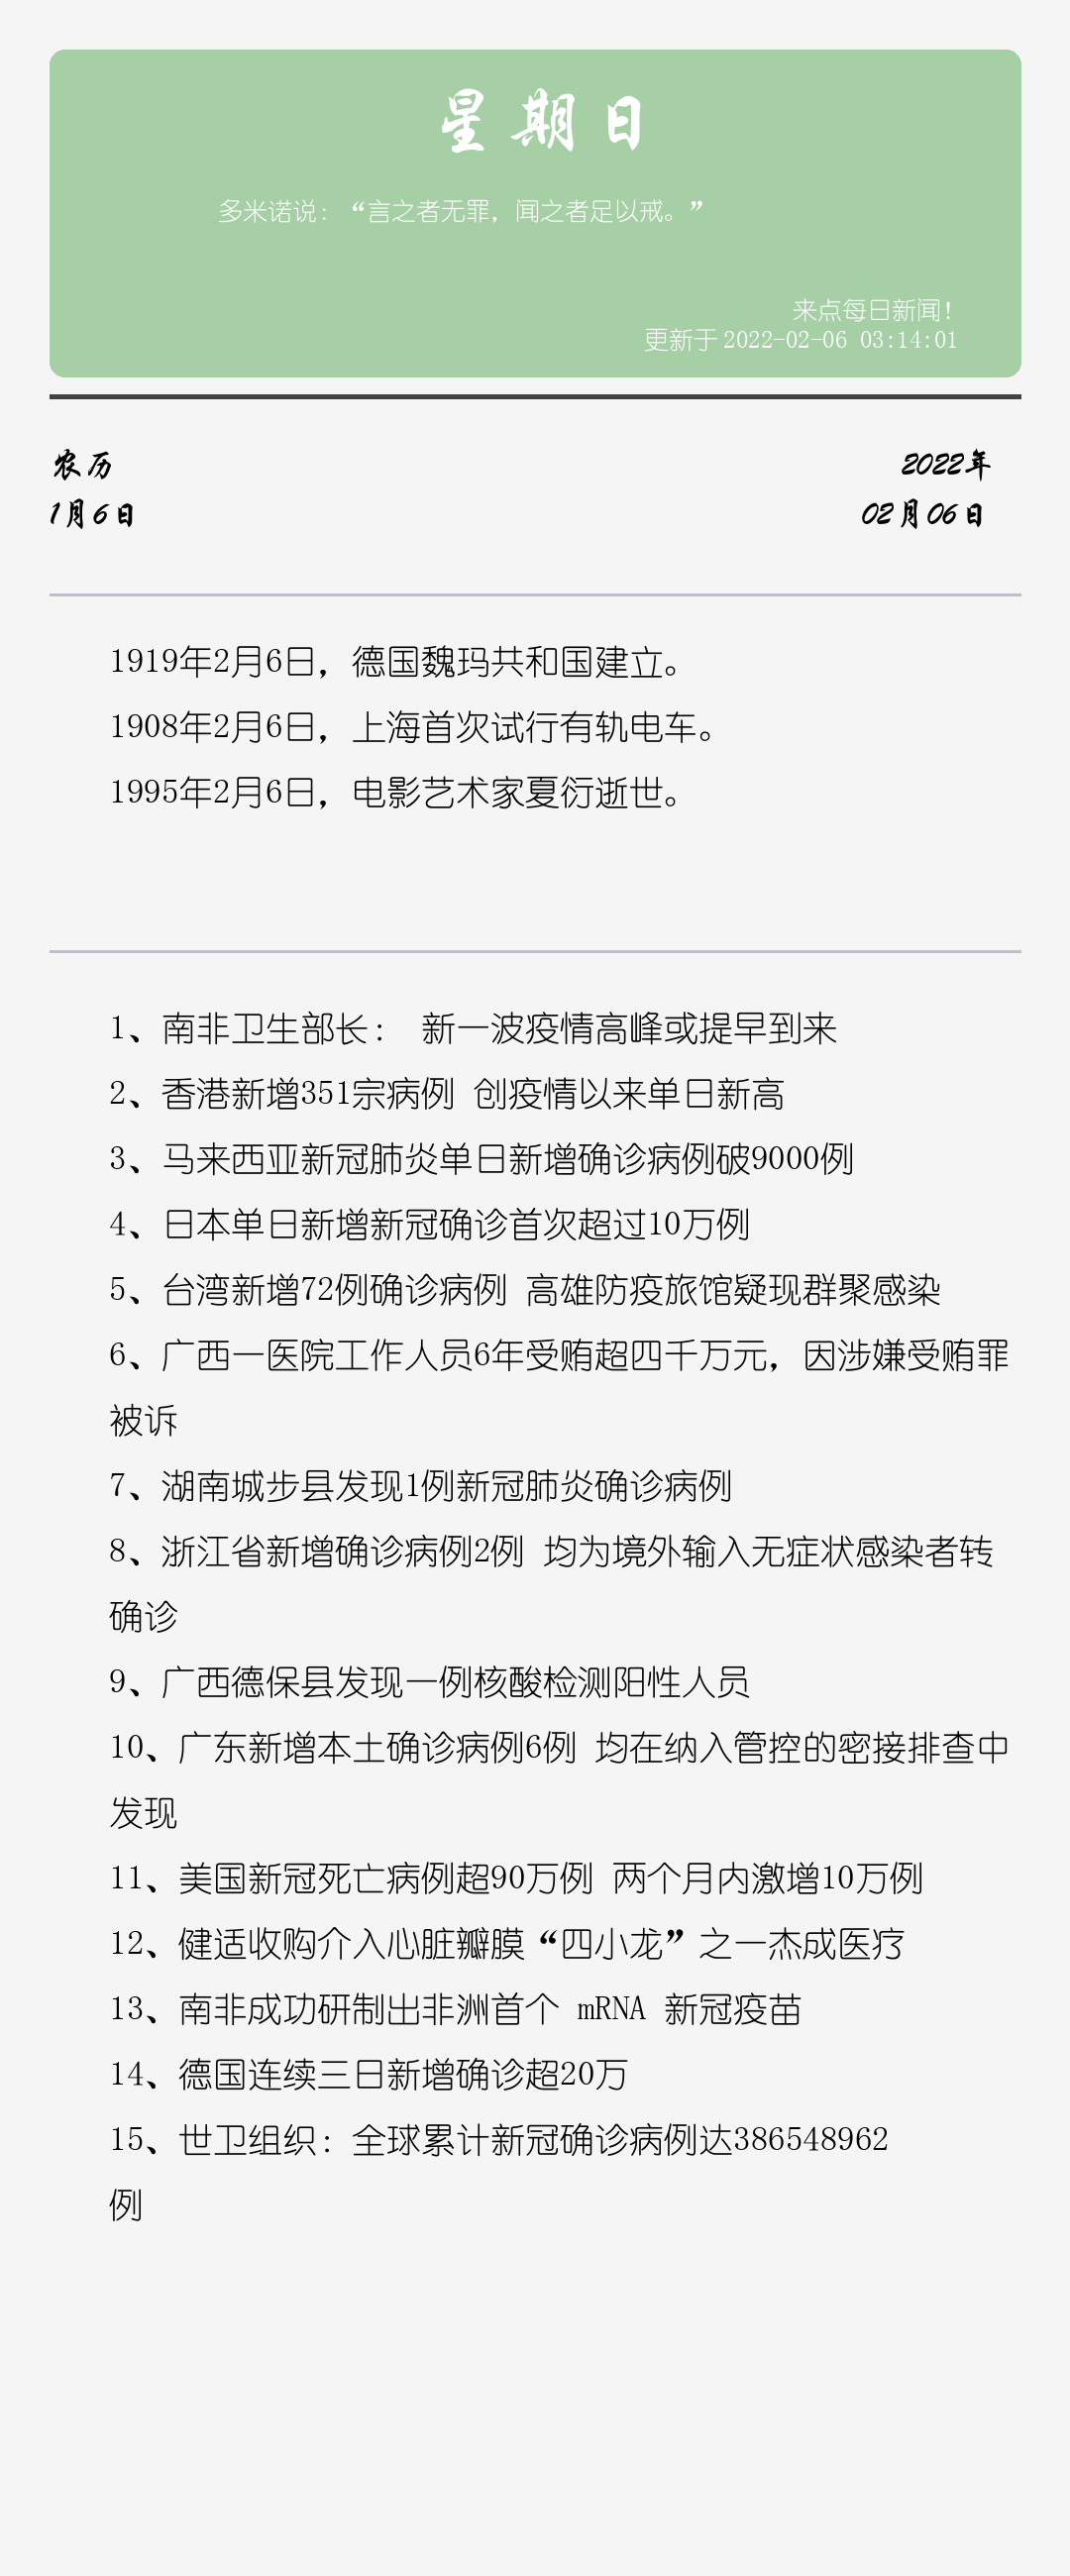 星期日
多米诺说：“言之者无罪，闻之者足以戒。”
来点每日新闻！
更新于 2022-02-06 03:14:01
农历
1月6日
2022年
02月06日
1919年2月6日，德国魏玛共和国建立。
1908年2月6日，上海首次试行有轨电车。
1995年2月6日，电影艺术家夏衍逝世。
1、南非卫生部长： 新一波疫情高峰或提早到来
2、香港新增351宗病例 创疫情以来单日新高
3、马来西亚新冠肺炎单日新增确诊病例破9000例
4、日本单日新增新冠确诊首次超过10万例
5、台湾新增72例确诊病例 高雄防疫旅馆疑现群聚感染
6、广西一医院工作人员6年受贿超四千万元，因涉嫌受贿罪
被诉
7、湖南城步县发现1例新冠肺炎确诊病例
8、浙江省新增确诊病例2例 均为境外输入无症状感染者转
确诊
9、广西德保县发现一例核酸检测阳性人员
10、广东新增本土确诊病例6例 均在纳入管控的密接排查中
发现
11、美国新冠死亡病例超90万例 两个月内激增10万例
12、健适收购介入心脏瓣膜“四小龙”之一杰成医疗
13、南非成功研制出非洲首个 mRNA 新冠疫苗
14、德国连续三日新增确诊超20万
15、世卫组织：全球累计新冠确诊病例达386548962
例